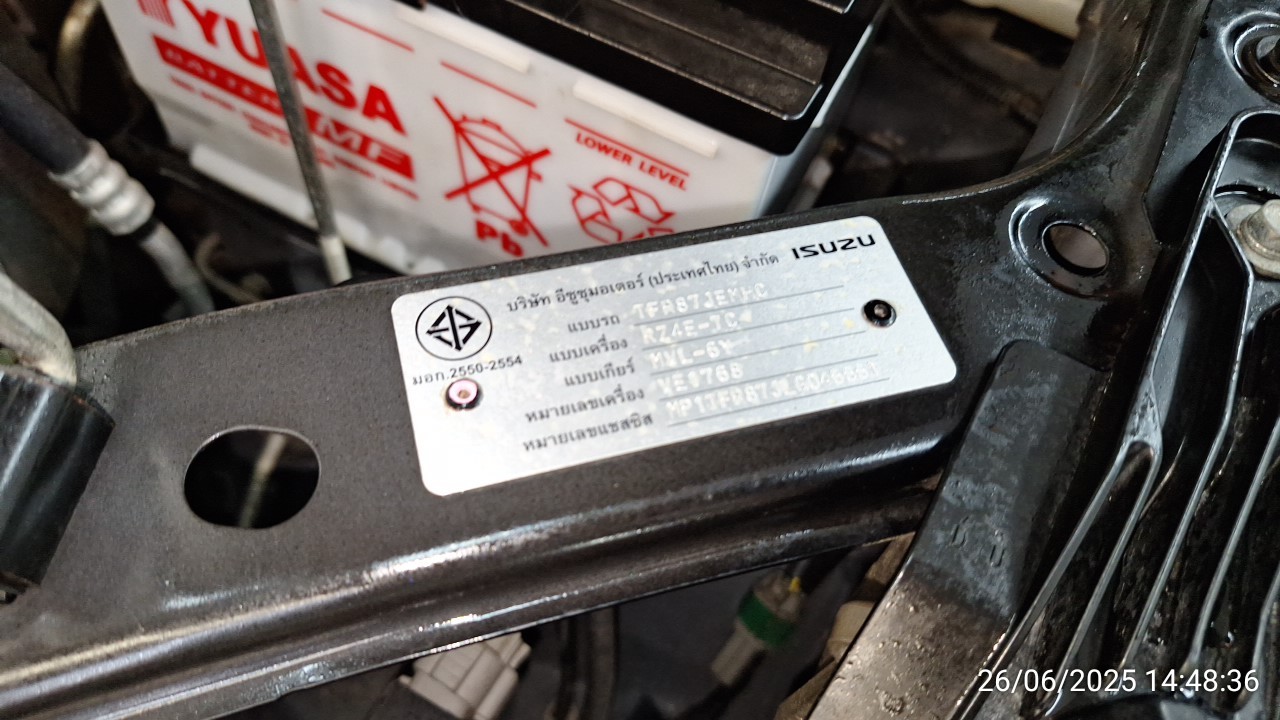 YUASA
BATTERY MF
LOWER LEVEL
Pb
บริษัท อีซูซุมอเตอร์ (ประเทศไทย) จำกัด ISUZU
แบบรถ
แบบเครื่อง RZ4E-TC
แบบเกียร์
หมายเลขเครื่อง
หมายเลขแชสซิส
มอก.2550-2554
26/06/2025 14:48:36